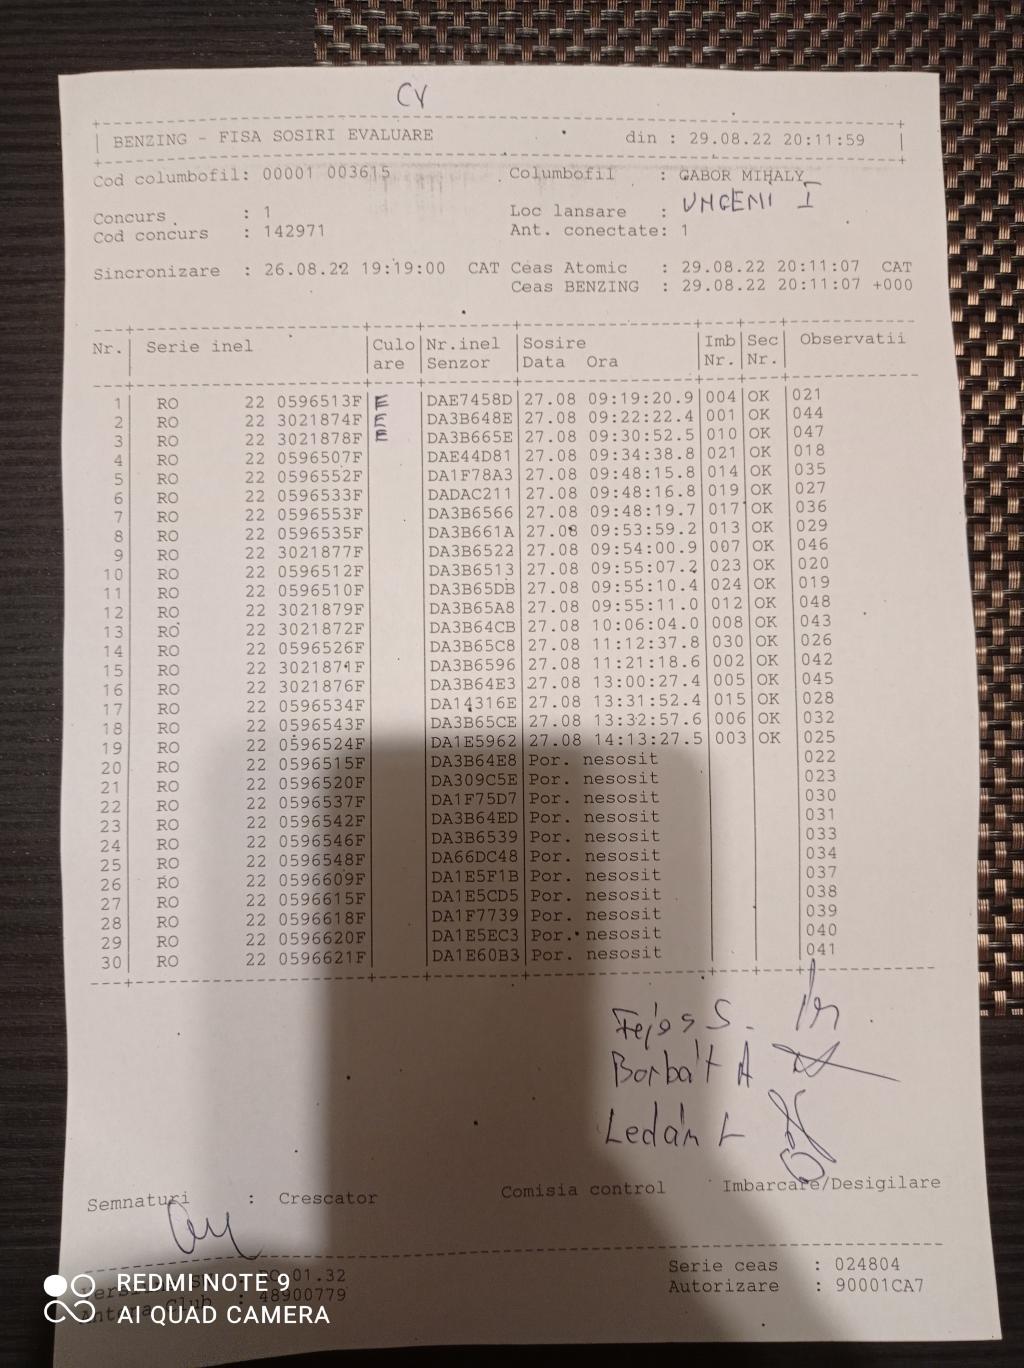 CV
BENZING - FISA SOSIRI EVALUARE din : 29.08.22 20:11:59
Cod columbofil: 00001 003615 Columbofil : GABOR MIHALY
Concurs : 1 Loc lansare : UNGENI I
Cod concurs : 142971 Ant. conectate: 1
Sincronizare : 26.08.22 19:19:00 CAT Ceas Atomic : 29.08.22 20:11:07 CAT
Ceas BENZING : 29.08.22 20:11:07 +000
Nr. Serie inel Culo Nr.inel Sosire Imb Sec Observatii
are Senzor Data Ora Nr. Nr.
1 RO 22 0596513F E DAE7458D 27.08 09:19:20.9 004 OK 021
2 RO 22 3021874F E DA3B648E 27.08 09:22:22.4 001 OK 044
3 RO 22 3021878F E DA3B665E 27.08 09:30:52.5 010 OK 047
4 RO 22 0596507F DAE44D81 27.08 09:34:38.8 021 OK 018
5 RO 22 0596552F DA1F78A3 27.08 09:48:15.8 014 OK 035
6 RO 22 0596533F DADAC211 27.08 09:48:16.8 019 OK 027
7 RO 22 0596553F DA3B6566 27.08 09:48:19.7 017 OK 036
8 RO 22 0596535F DA3B661A 27.08 09:53:59.2 013 OK 029
9 RO 22 3021877F DA3B6522 27.08 09:54:00.9 007 OK 046
10 RO 22 0596512F DA3B6513 27.08 09:55:07.2 023 OK 020
11 RO 22 0596510F DA3B65DB 27.08 09:55:10.4 024 OK 019
12 RO 22 3021879F DA3B65A8 27.08 09:55:11.0 012 OK 048
13 RO 22 3021872F DA3B64CB 27.08 10:06:04.0 008 OK 043
14 RO 22 0596526F DA3B65C8 27.08 11:12:37.8 030 OK 026
15 RO 22 3021871F DA3B6596 27.08 11:21:18.6 002 OK 042
16 RO 22 3021876F DA3B64E3 27.08 13:00:27.4 005 OK 045
17 RO 22 0596534F DA14316E 27.08 13:31:52.4 015 OK 028
18 RO 22 0596543F DA3B65CE 27.08 13:32:57.6 006 OK 032
19 RO 22 0596524F DA1E5962 27.08 14:13:27.5 003 OK 025
20 RO 22 0596515F DA3B64E8 Por. nesosit 022
21 RO 22 0596520F DA309C5E Por. nesosit 023
22 RO 22 0596537F DA1F75D7 Por. nesosit 030
23 RO 22 0596542F DA3B64ED Por. nesosit 031
24 RO 22 0596546F DA3B6539 Por. nesosit 033
25 RO 22 0596548F DA66DC48 Por. nesosit 034
26 RO 22 0596609F DA1E5F1B Por. nesosit 037
27 RO 22 0596615F DA1E5CD5 Por. nesosit 038
28 RO 22 0596618F DA1F7739 Por. nesosit 039
29 RO 22 0596620F DA1E5EC3 Por. nesosit 040
30 RO 22 0596621F DA1E60B3 Por. nesosit 041
Fejős S.
Borbát A
Ledán L
Semnaturi : Crescator Comisia control Imbarcare/Desigilare
01.32 Serie ceas : 024804
Antena Club : 48900779 Autorizare : 90001CA7
REDMI NOTE 9
AI QUAD CAMERA